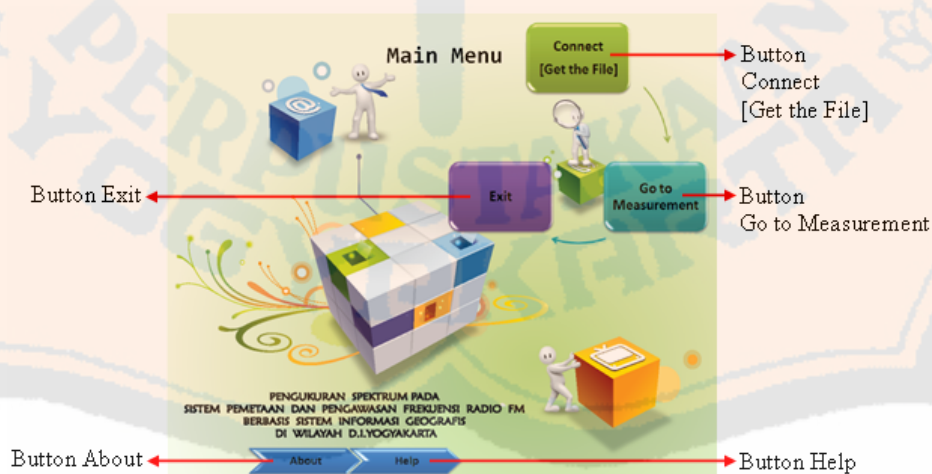 Main Menu
Connect
[Get the File]
Button
Connect
[Get the File]
Button Exit
Exit
Go to
Measurement
Button
Go to Measurement
@
PENGUKURAN SPEKTRUM PADA
SISTEM PEMETAAN DAN PENGAWASAN FREKUENSI RADIO FM
BERBASIS SISTEM INFORMASI GEOGRAFIS
DI WILAYAH D.I.YOGYAKARTA
Button About
About
Help
Button Help
PERPUSTAKAAN